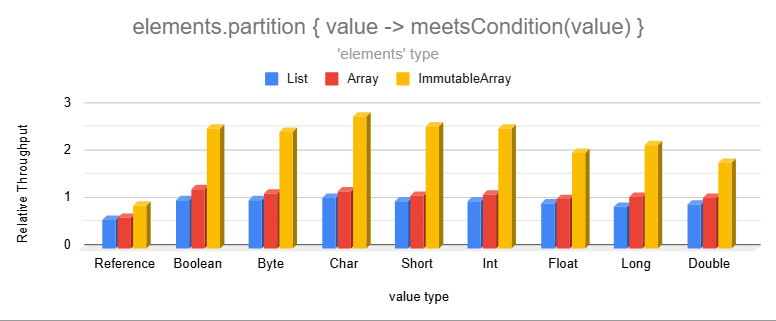 elements.partition { value -> meetsCondition(value) }
'elements' type
List Array ImmutableArray
Relative Throughput
3
2
1
0
Reference Boolean Byte Char Short Int Float Long Double
value type